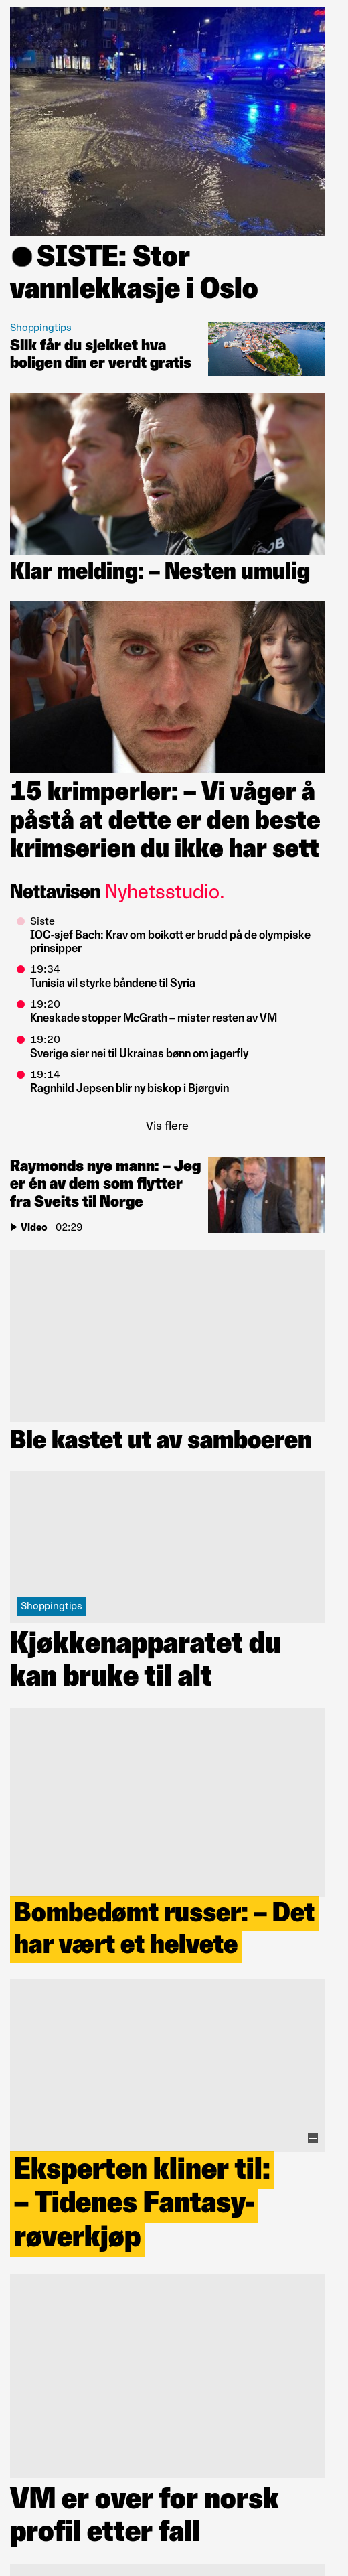 SISTE: Stor
vannlekkasje i Oslo
Shoppingtips
Slik får du sjekket hva
boligen din er verdt gratis
Klar melding: – Nesten umulig
15 krimperler: – Vi våger å
påstå at dette er den beste
krimserien du ikke har sett
Nettavisen Nyhetsstudio.
Siste
IOC-sjef Bach: Krav om boikott er brudd på de olympiske
prinsipper
19:34
Tunisia vil styrke båndene til Syria
19:20
Kneskade stopper McGrath – mister resten av VM
19:20
Sverige sier nei til Ukrainas bønn om jagerfly
19:14
Ragnhild Jepsen blir ny biskop i Bjørgvin
Vis flere
Raymonds nye mann: – Jeg
er én av dem som flytter
fra Sveits til Norge
Video | 02:29
Ble kastet ut av samboeren
Shoppingtips
Kjøkkenapparatet du
kan bruke til alt
Bombedømt russer: – Det
har vært et helvete
Eksperten kliner til:
– Tidenes Fantasy-
røverkjøp
VM er over for norsk
profil etter fall